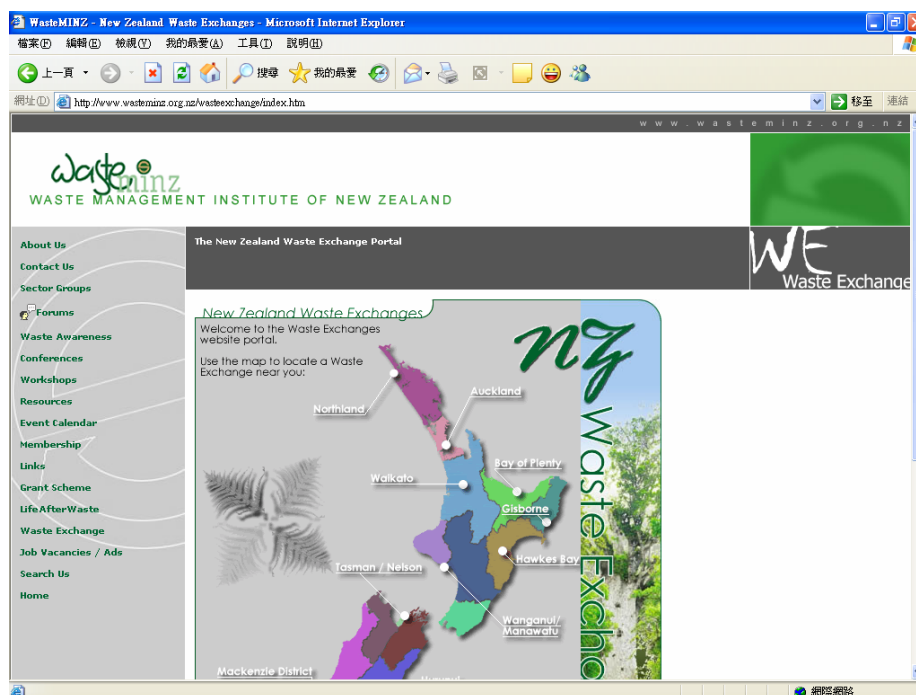 WasteMINZ - New Zealand Waste Exchanges - Microsoft Internet Explorer
檔案(F) 編輯(E) 檢視(V) 我的最愛(A) 工具(T) 說明(H)
上一頁 搜尋 我的最愛
網址(D) http://www.wasteminz.org.nz/wasteexchange/index.htm 移至 連結
www.wasteminz.org.nz
waste minz
WASTE MANAGEMENT INSTITUTE OF NEW ZEALAND
The New Zealand Waste Exchange Portal
WE
Waste Exchange
About Us
Contact Us
Sector Groups
Forums
Waste Awareness
Conferences
Workshops
Resources
Event Calendar
Membership
Links
Grant Scheme
LifeAfterWaste
Waste Exchange
Job Vacancies / Ads
Search Us
Home
New Zealand Waste Exchanges
Welcome to the Waste Exchanges
website portal.
Use the map to locate a Waste
Exchange near you:
Northland
Auckland
Waikato
Bay of Plenty
Gisborne
Hawkes Bay
Tasman / Nelson
Wanganui/
Manawatu
Mackenzie District
NZ
Waste Excha
網際網路